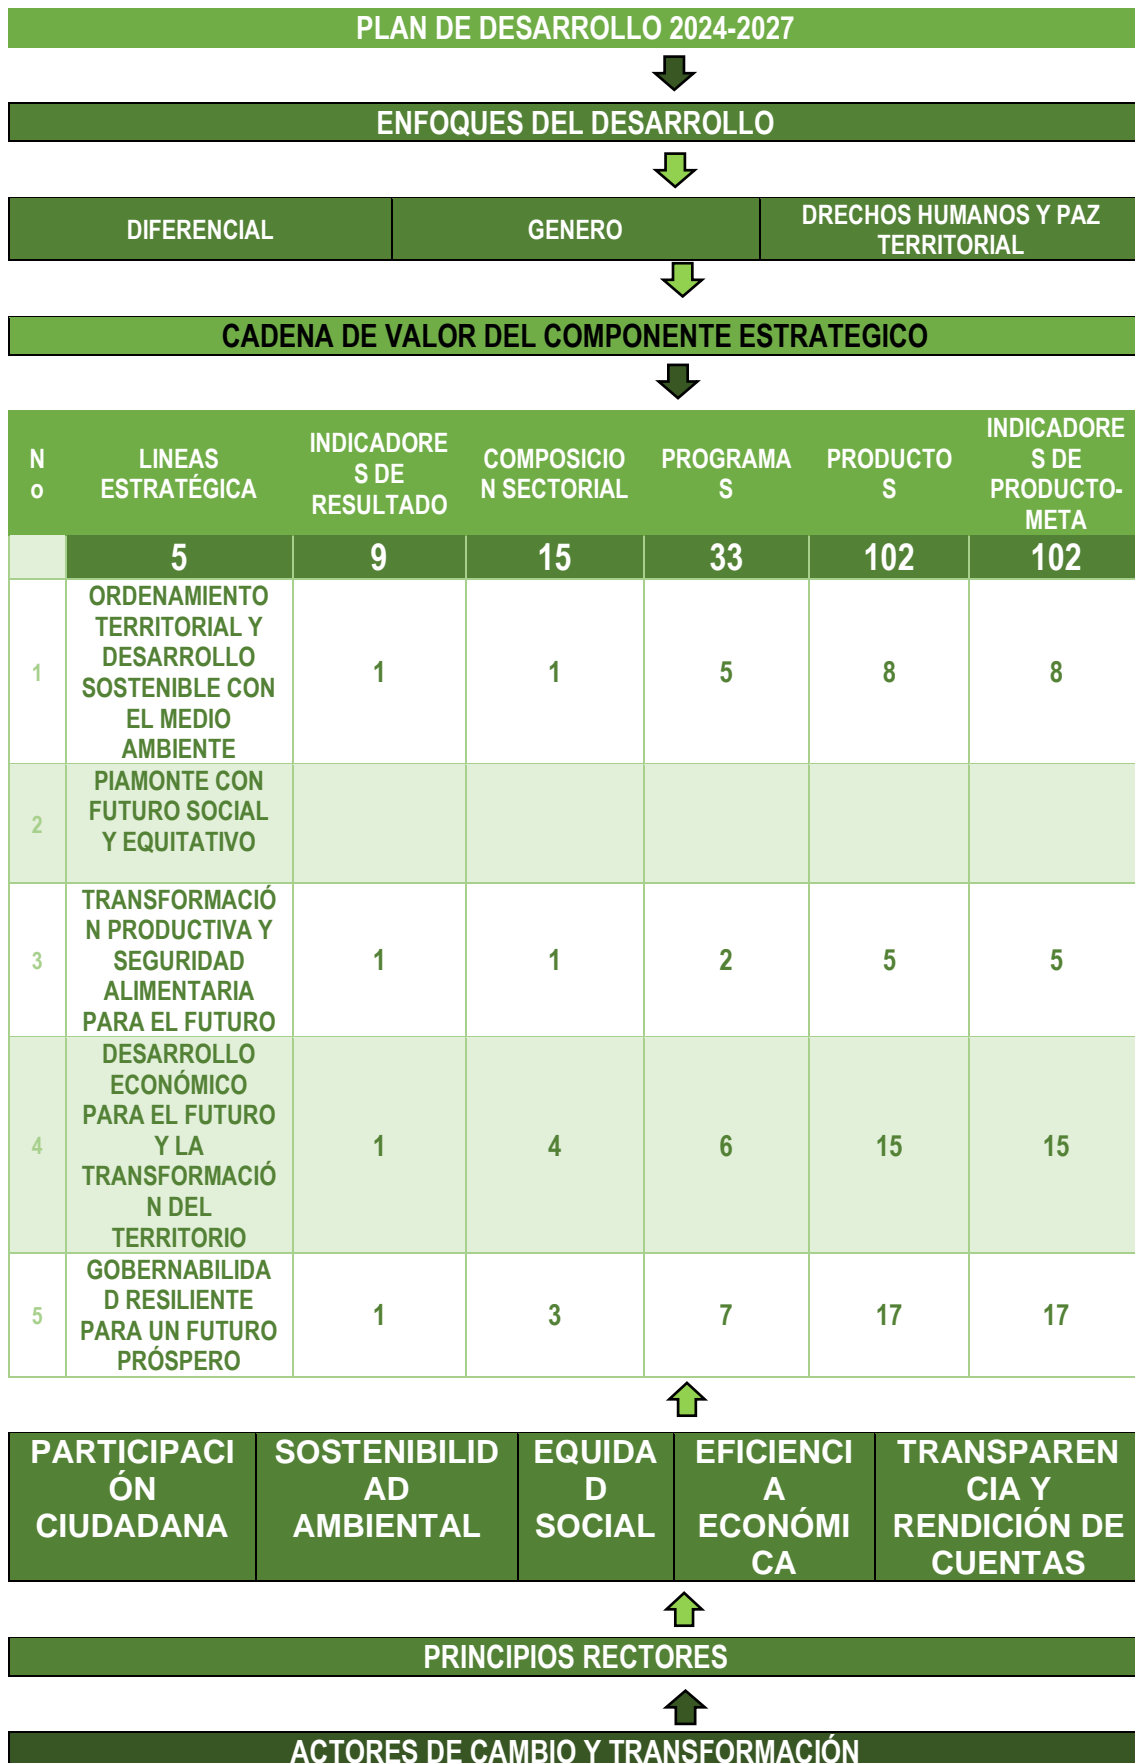 PLAN DE DESARROLLO 2024-2027
ENFOQUES DEL DESARROLLO
DIFERENCIAL
GENERO
DRECHOS HUMANOS Y PAZ
TERRITORIAL
CADENA DE VALOR DEL COMPONENTE ESTRATEGICO
N
o
LINEAS
ESTRATÉGICA
INDICADORE
S DE
RESULTADO
COMPOSICIO
N SECTORIAL
PROGRAMA
S
PRODUCTO
S
INDICADORE
S DE
PRODUCTO-
META
5
9
15
33
102
102
1
ORDENAMIENTO
TERRITORIAL Y
DESARROLLO
SOSTENIBLE CON
EL MEDIO
AMBIENTE
1
1
5
8
8
2
PIAMONTE CON
FUTURO SOCIAL
Y EQUITATIVO
3
TRANSFORMACIÓ
N PRODUCTIVA Y
SEGURIDAD
ALIMENTARIA
PARA EL FUTURO
1
1
2
5
5
4
DESARROLLO
ECONÓMICO
PARA EL FUTURO
Y LA
TRANSFORMACIÓ
N DEL
TERRITORIO
1
4
6
15
15
5
GOBERNABILIDA
D RESILIENTE
PARA UN FUTURO
PRÓSPERO
1
3
7
17
17
PARTICIPACI
ÓN
CIUDADANA
SOSTENIBILID
AD
AMBIENTAL
EQUIDA
D
SOCIAL
EFICIENCI
A
ECONÓMI
CA
TRANSPAREN
CIA Y
RENDICIÓN DE
CUENTAS
PRINCIPIOS RECTORES
ACTORES DE CAMBIO Y TRANSFORMACIÓN